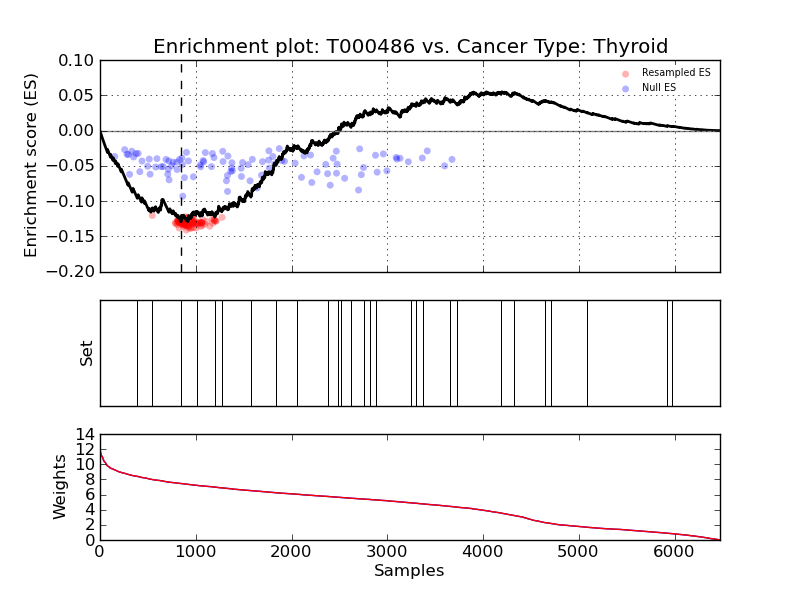 Enrichment plot: T000486 vs. Cancer Type: Thyroid
Enrichment score (ES)
0.10
0.05
0.00
−0.05
−0.10
−0.15
−0.20
Resampled ES
Null ES
Set
Weights
14
12
10
8
6
4
2
0
0 1000 2000 3000 4000 5000 6000
Samples